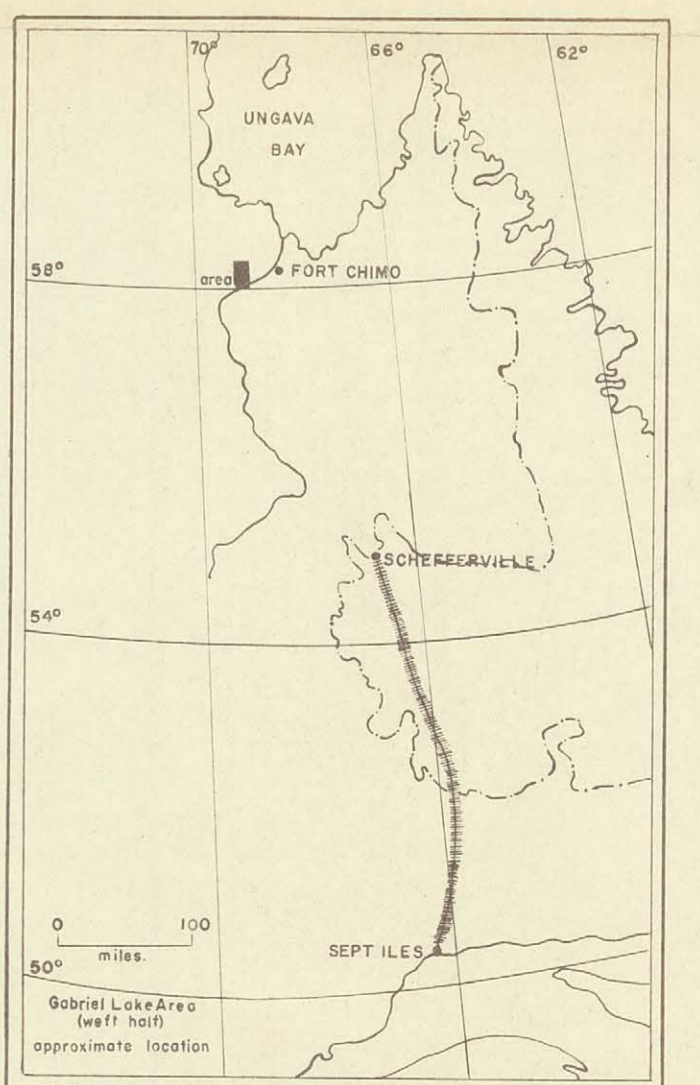 70°
66°
62°
UNGAVA
BAY
58°
area
FORT CHIMO
SCHEFFERVILLE
54°
0 100
miles.
SEPT ILES
50°
Gabriel Lake Area
(weft half)
approximate location